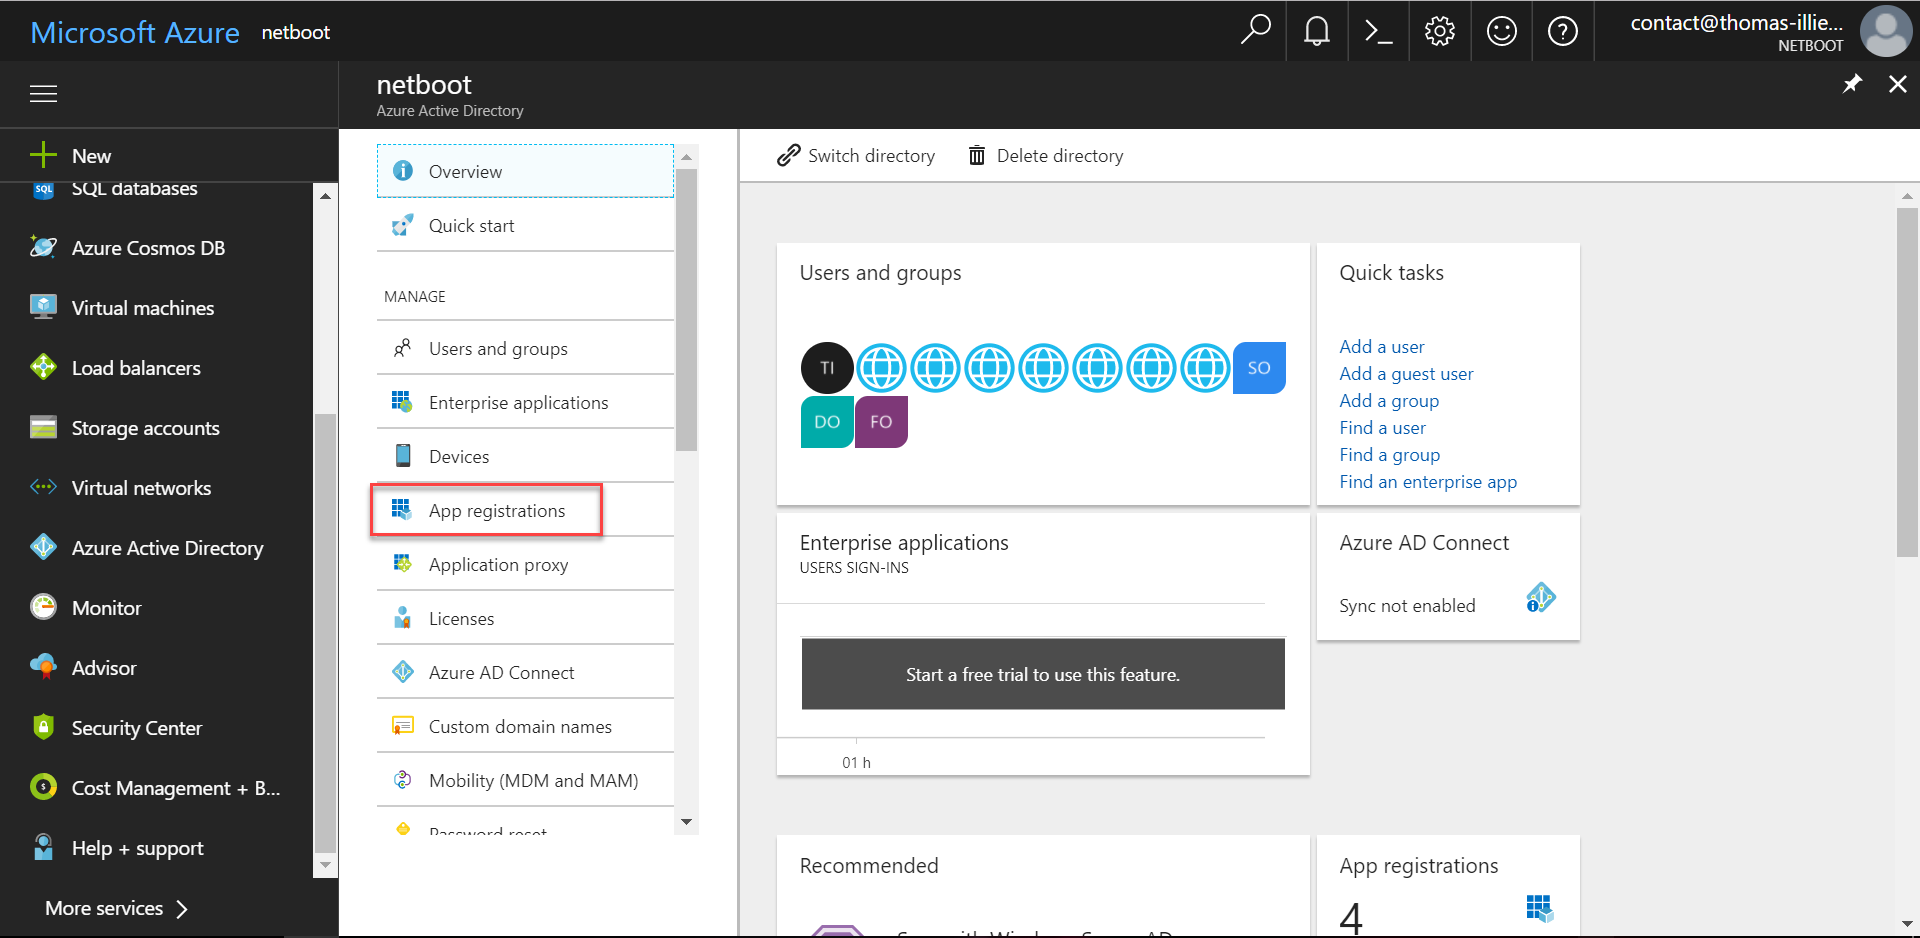 Microsoft Azure netboot
contact@thomas-illie...
NETBOOT
netboot
Azure Active Directory
New
SQL databases
Azure Cosmos DB
Virtual machines
Load balancers
Storage accounts
Virtual networks
Azure Active Directory
Monitor
Advisor
Security Center
Cost Management + B...
Help + support
More services
Overview
Quick start
MANAGE
Users and groups
Enterprise applications
Devices
App registrations
Application proxy
Licenses
Azure AD Connect
Custom domain names
Mobility (MDM and MAM)
Password reset
Switch directory
Delete directory
Users and groups
TI
SO
DO
FO
Quick tasks
Add a user
Add a guest user
Add a group
Find a user
Find a group
Find an enterprise app
Enterprise applications
USERS SIGN-INS
Start a free trial to use this feature.
01 h
Azure AD Connect
Sync not enabled
Recommended
App registrations
4